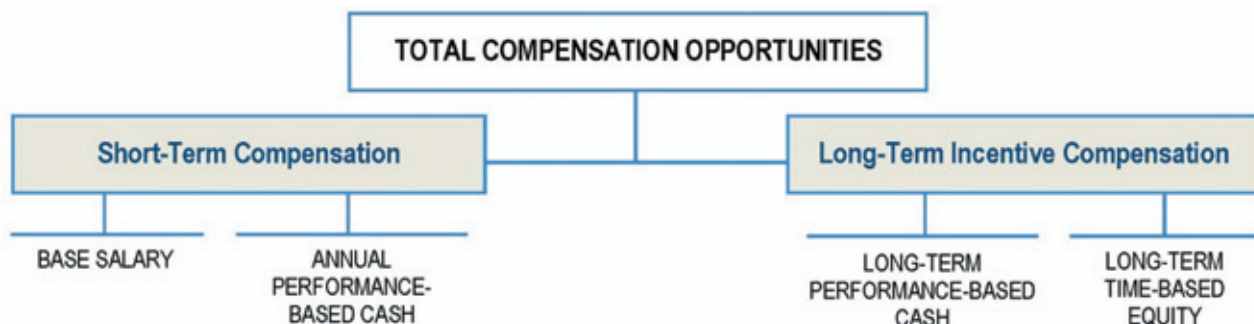 TOTAL COMPENSATION OPPORTUNITIES
Short-Term Compensation
Long-Term Incentive Compensation
BASE SALARY
ANNUAL
PERFORMANCE-
BASED CASH
LONG-TERM
PERFORMANCE-BASED
CASH
LONG-TERM
TIME-BASED
EQUITY